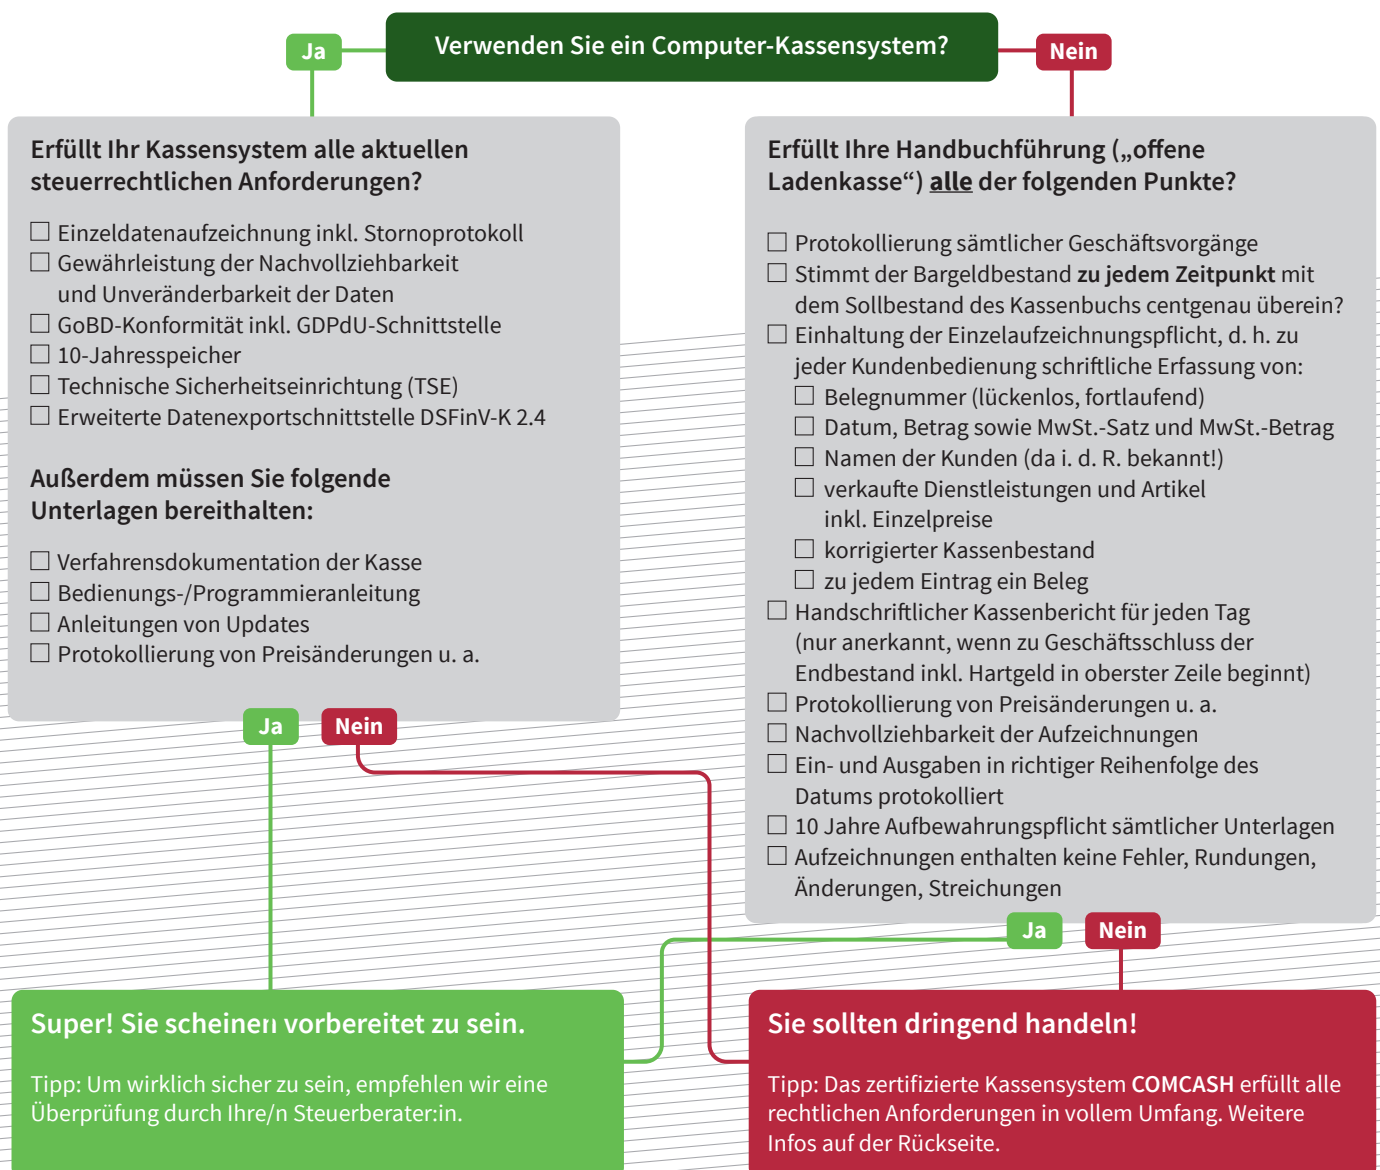 Verwenden Sie ein Computer-Kassensystem?
Ja
Nein
Erfüllt Ihr Kassensystem alle aktuellen
steuerrechtlichen Anforderungen?
☐ Einzeldatenaufzeichnung inkl. Stornoprotokoll
☐ Gewährleistung der Nachvollziehbarkeit
und Unveränderbarkeit der Daten
☐ GoBD-Konformität inkl. GDPdU-Schnittstelle
☐ 10-Jahresspeicher
☐ Technische Sicherheitseinrichtung (TSE)
☐ Erweiterte Datenexportschnittstelle DSFinV-K 2.4
Außerdem müssen Sie folgende
Unterlagen bereithalten:
☐ Verfahrensdokumentation der Kasse
☐ Bedienungs-/Programmieranleitung
☐ Anleitungen von Updates
☐ Protokollierung von Preisänderungen u. a.
Ja
Nein
Erfüllt Ihre Handbuchführung („offene
Ladenkasse“) alle der folgenden Punkte?
☐ Protokollierung sämtlicher Geschäftsvorgänge
☐ Stimmt der Bargeldbestand zu jedem Zeitpunkt mit
dem Sollbestand des Kassenbuchs centgenau überein?
☐ Einhaltung der Einzelaufzeichnungspflicht, d. h. zu
jeder Kundenbedienung schriftliche Erfassung von:
☐ Belegnummer (lückenlos, fortlaufend)
☐ Datum, Betrag sowie MwSt.-Satz und MwSt.-Betrag
☐ Namen der Kunden (da i. d. R. bekannt!)
☐ verkaufte Dienstleistungen und Artikel
inkl. Einzelpreise
☐ korrigierter Kassenbestand
☐ zu jedem Eintrag ein Beleg
☐ Handschriftlicher Kassenbericht für jeden Tag
(nur anerkannt, wenn zu Geschäftsschluss der
Endbestand inkl. Hartgeld in oberster Zeile beginnt)
☐ Protokollierung von Preisänderungen u. a.
☐ Nachvollziehbarkeit der Aufzeichnungen
☐ Ein- und Ausgaben in richtiger Reihenfolge des
Datums protokolliert
☐ 10 Jahre Aufbewahrungspflicht sämtlicher Unterlagen
☐ Aufzeichnungen enthalten keine Fehler, Rundungen,
Änderungen, Streichungen
Ja
Nein
Super! Sie scheinen vorbereitet zu sein.
Tipp: Um wirklich sicher zu sein, empfehlen wir eine
Überprüfung durch Ihre/n Steuerberater:in.
Sie sollten dringend handeln!
Tipp: Das zertifizierte Kassensystem COMCASH erfüllt alle
rechtlichen Anforderungen in vollem Umfang. Weitere
Infos auf der Rückseite.